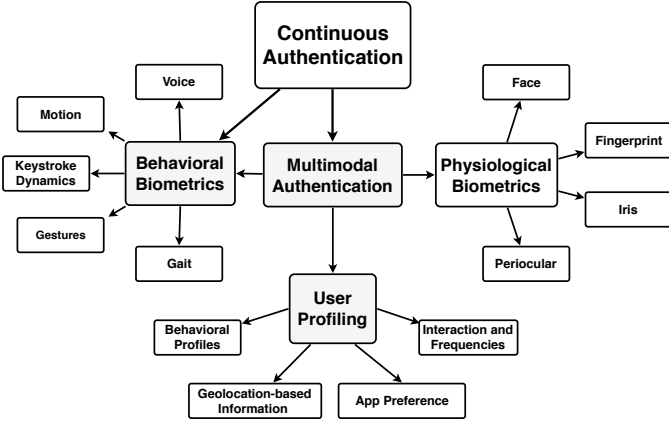 Continuous
Authentication
Voice
Face
Motion
Fingerprint
Keystroke
Dynamics
Behavioral
Biometrics
Multimodal
Authentication
Physiological
Biometrics
Iris
Gestures
Gait
Periocular
User
Profiling
Behavioral
Profiles
Interaction and
Frequencies
Geolocation-based
Information
App Preference